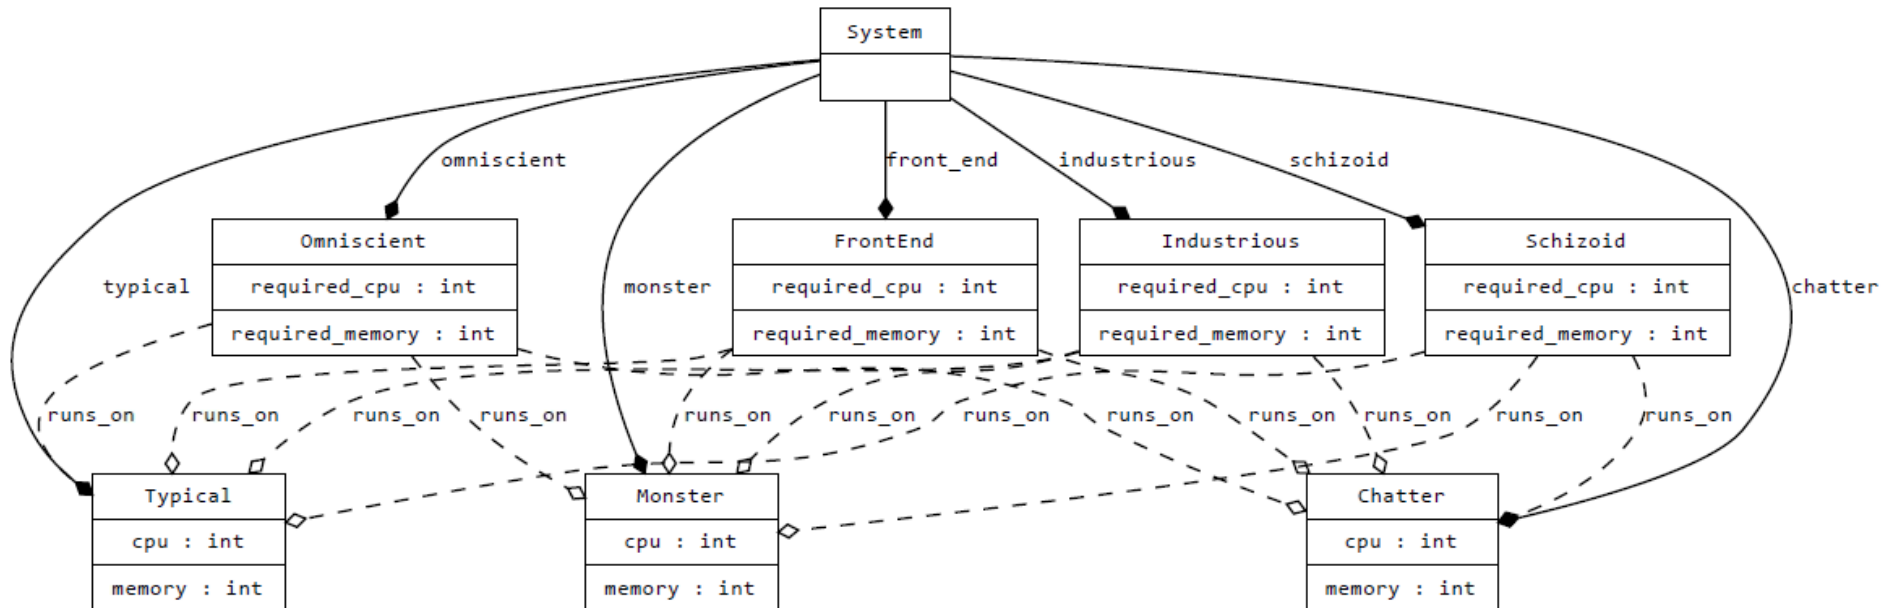 System
omniscient
front_end
industrious
schizoid
Omniscient
FrontEnd
Industrious
Schizoid
typical
required_cpu : int
monster
required_cpu : int
required_cpu : int
required_cpu : int
chatter
required_memory : int
required_memory : int
required_memory : int
required_memory : int
runs_on
runs_on
runs_on
runs_on
runs_on
runs_on
runs_on
runs_on
runs_on
runs_on
runs_on
runs_on
Typical
Monster
Chatter
cpu : int
cpu : int
cpu : int
memory : int
memory : int
memory : int